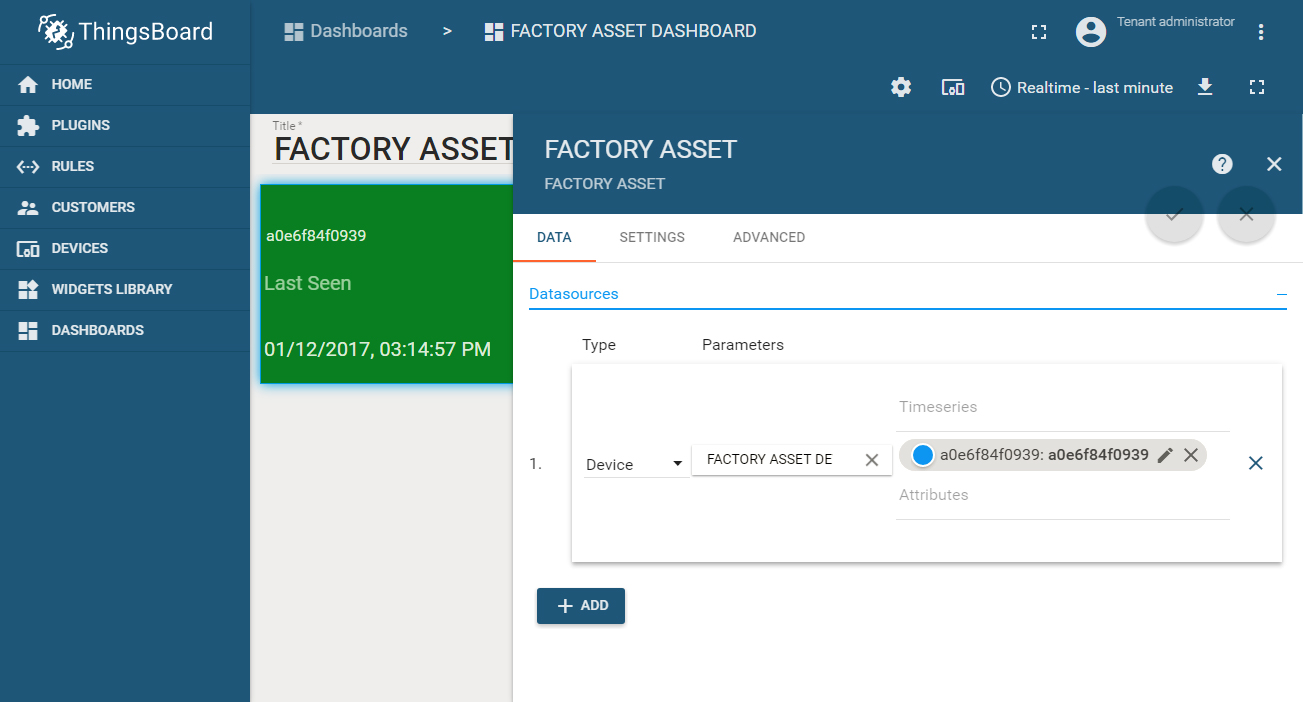 ThingsBoard
Dashboards > FACTORY ASSET DASHBOARD
Tenant administrator
HOME
PLUGINS
RULES
CUSTOMERS
DEVICES
WIDGETS LIBRARY
DASHBOARDS
Realtime - last minute
Title *
FACTORY ASSET
a0e6f84f0939
Last Seen
01/12/2017, 03:14:57 PM
FACTORY ASSET
FACTORY ASSET
DATA SETTINGS ADVANCED
Datasources
Type Parameters
Timeseries
1. Device FACTORY ASSET DE a0e6f84f0939: a0e6f84f0939
Attributes
+ ADD